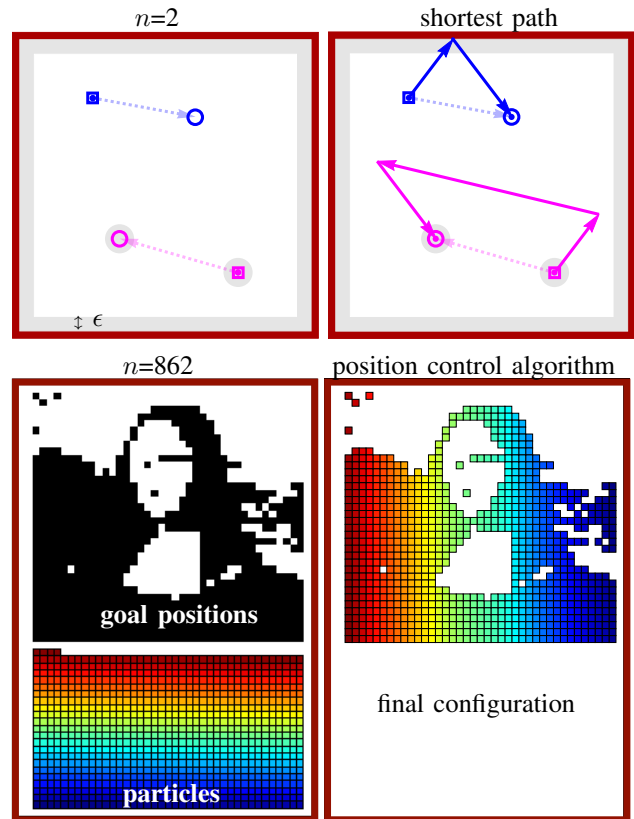 n=2
shortest path
ϵ
n=862
position control algorithm
goal positions
particles
final configuration